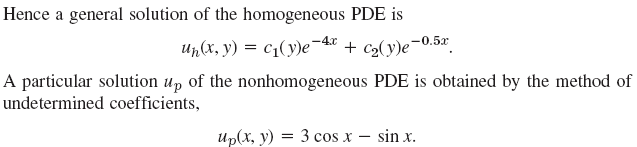 Hence a general solution of the homogeneous PDE is
u_h(x, y) = c_1(y)e^{-4x} + c_2(y)e^{-0.5x}.
A particular solution u_p of the nonhomogeneous PDE is obtained by the method of
undetermined coefficients,
u_p(x, y) = 3 cos x − sin x.